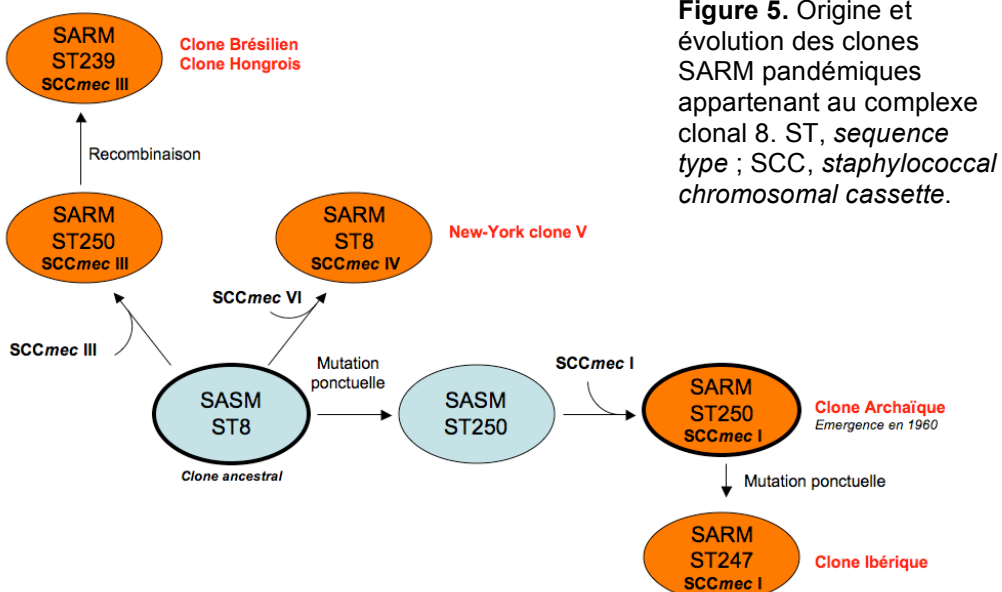 Figure 5. Origine et
évolution des clones
SARM pandémiques
appartenant au complexe
clonal 8. ST, sequence
type ; SCC, staphylococcal
chromosomal cassette.
SARM
ST239
SCCmec III
Clone Brésilien
Clone Hongrois
Recombinaison
SARM
ST250
SCCmec III
SARM
ST8
SCCmec IV
New-York clone V
SCCmec VI
SCCmec III
SASM
ST8
Clone ancestral
Mutation
ponctuelle
SASM
ST250
SCCmec I
SARM
ST250
SCCmec I
Clone Archaïque
Emergence en 1960
Mutation ponctuelle
SARM
ST247
SCCmec I
Clone Ibérique